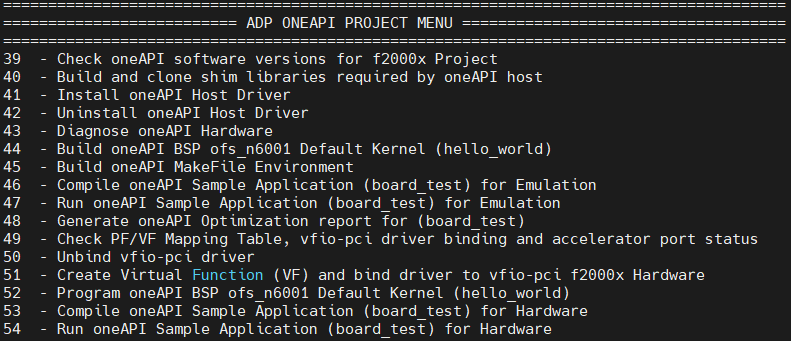 =======================================================================================
========================== ADP ONEAPI PROJECT MENU ====================================
=======================================================================================
39  - Check oneAPI software versions for f2000x Project
40  - Build and clone shim libraries required by oneAPI host
41  - Install oneAPI Host Driver
42  - Uninstall oneAPI Host Driver
43  - Diagnose oneAPI Hardware
44  - Build oneAPI BSP ofs_n6001 Default Kernel (hello_world)
45  - Build oneAPI MakeFile Environment
46  - Compile oneAPI Sample Application (board_test) for Emulation
47  - Run oneAPI Sample Application (board_test) for Emulation
48  - Generate oneAPI Optimization report for (board_test)
49  - Check PF/VF Mapping Table, vfio-pci driver binding and accelerator port status
50  - Unbind vfio-pci driver
51  - Create Virtual Function (VF) and bind driver to vfio-pci f2000x Hardware
52  - Program oneAPI BSP ofs_n6001 Default Kernel (hello_world)
53  - Compile oneAPI Sample Application (board_test) for Hardware
54  - Run oneAPI Sample Application (board_test) for Hardware